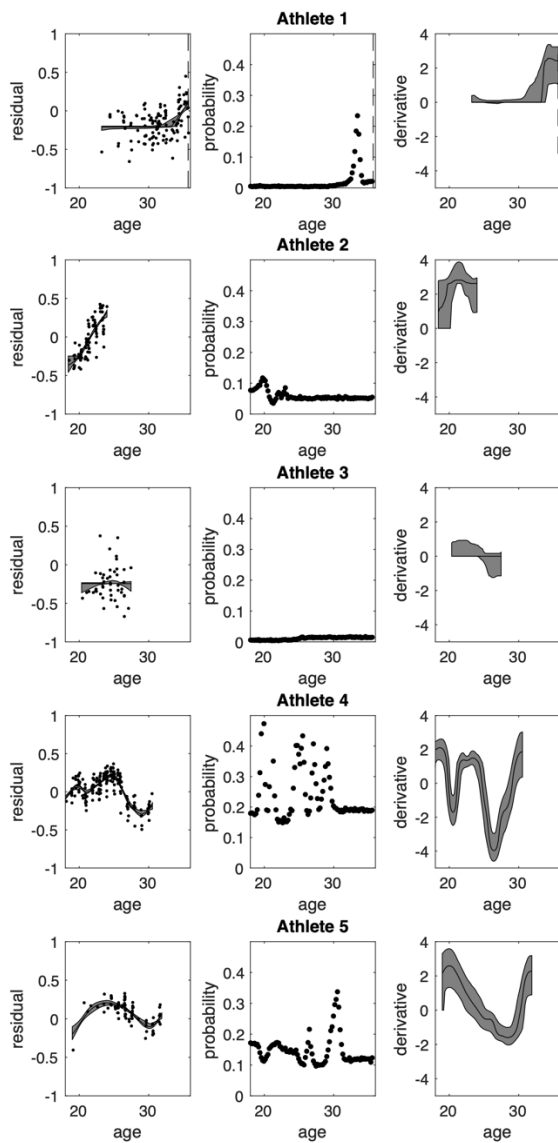 Athlete 1
residual
1
0.5
0
-0.5
-1
20 30
age
probability
0.4
0.3
0.2
0.1
0
20 30
age
derivative
4
2
0
-2
-4
20 30
age
Athlete 2
residual
1
0.5
0
-0.5
-1
20 30
age
probability
0.4
0.3
0.2
0.1
0
20 30
age
derivative
4
2
0
-2
-4
20 30
age
Athlete 3
residual
1
0.5
0
-0.5
-1
20 30
age
probability
0.4
0.3
0.2
0.1
0
20 30
age
derivative
4
2
0
-2
-4
20 30
age
Athlete 4
residual
1
0.5
0
-0.5
-1
20 30
age
probability
0.4
0.3
0.2
0.1
0
20 30
age
derivative
4
2
0
-2
-4
20 30
age
Athlete 5
residual
1
0.5
0
-0.5
-1
20 30
age
probability
0.4
0.3
0.2
0.1
0
20 30
age
derivative
4
2
0
-2
-4
20 30
age